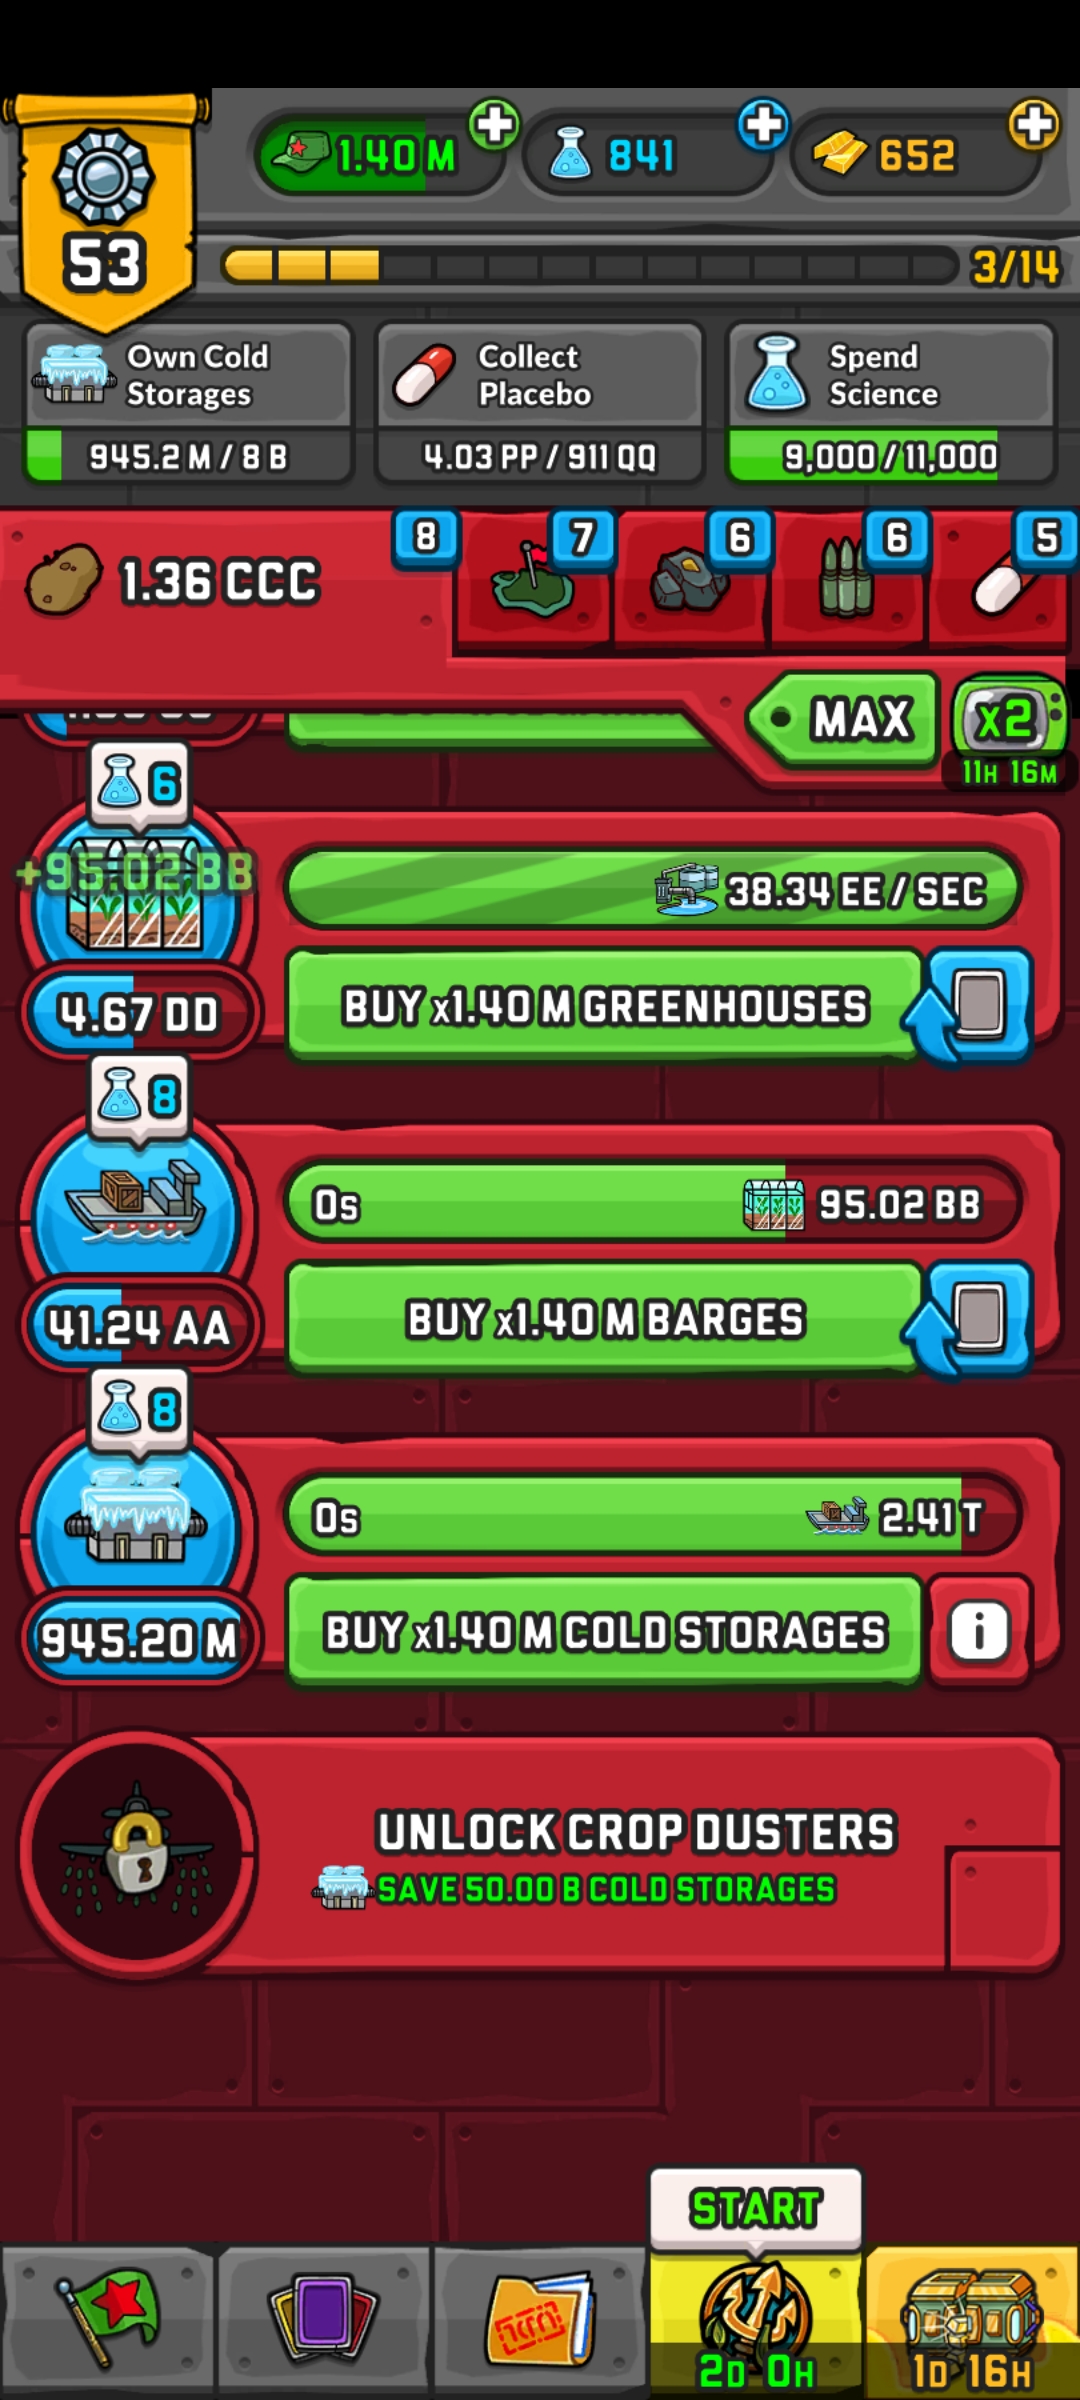 1.40 M
841
652
53
3/14
Own Cold
Storages
945.2 M / 8 B
Collect
Placebo
4.03 PP / 911 QQ
Spend
Science
9,000 / 11,000
1.36 CCC
8
7
6
6
5
MAX
x2
11H 16M
6
+95.02 BB
38.34 EE / SEC
4.67 DD
BUY x1.40 M GREENHOUSES
8
0s
95.02 BB
41.24 AA
BUY x1.40 M BARGES
8
0s
2.41 T
945.20 M
BUY x1.40 M COLD STORAGES
i
UNLOCK CROP DUSTERS
SAVE 50.00 B COLD STORAGES
START
2D 0H
1D 16H